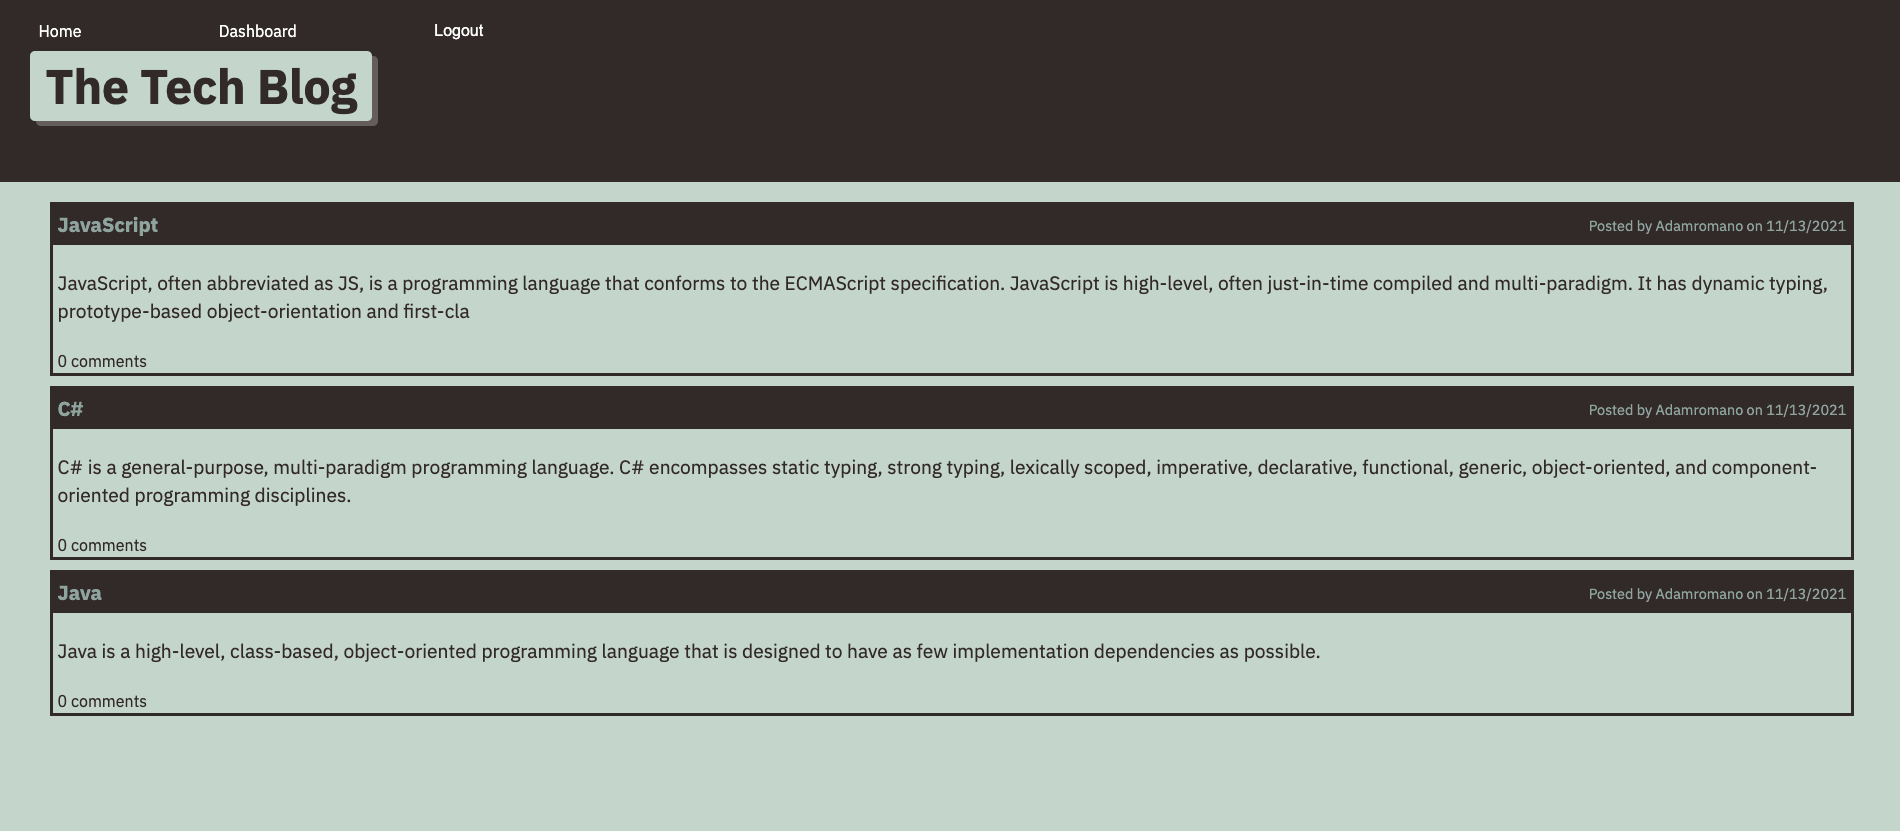 Home Dashboard Logout
The Tech Blog
JavaScript Posted by Adamromano on 11/13/2021
JavaScript, often abbreviated as JS, is a programming language that conforms to the ECMAScript specification. JavaScript is high-level, often just-in-time compiled and multi-paradigm. It has dynamic typing,
prototype-based object-orientation and first-cla
0 comments
C# Posted by Adamromano on 11/13/2021
C# is a general-purpose, multi-paradigm programming language. C# encompasses static typing, strong typing, lexically scoped, imperative, declarative, functional, generic, object-oriented, and component-
oriented programming disciplines.
0 comments
Java Posted by Adamromano on 11/13/2021
Java is a high-level, class-based, object-oriented programming language that is designed to have as few implementation dependencies as possible.
0 comments